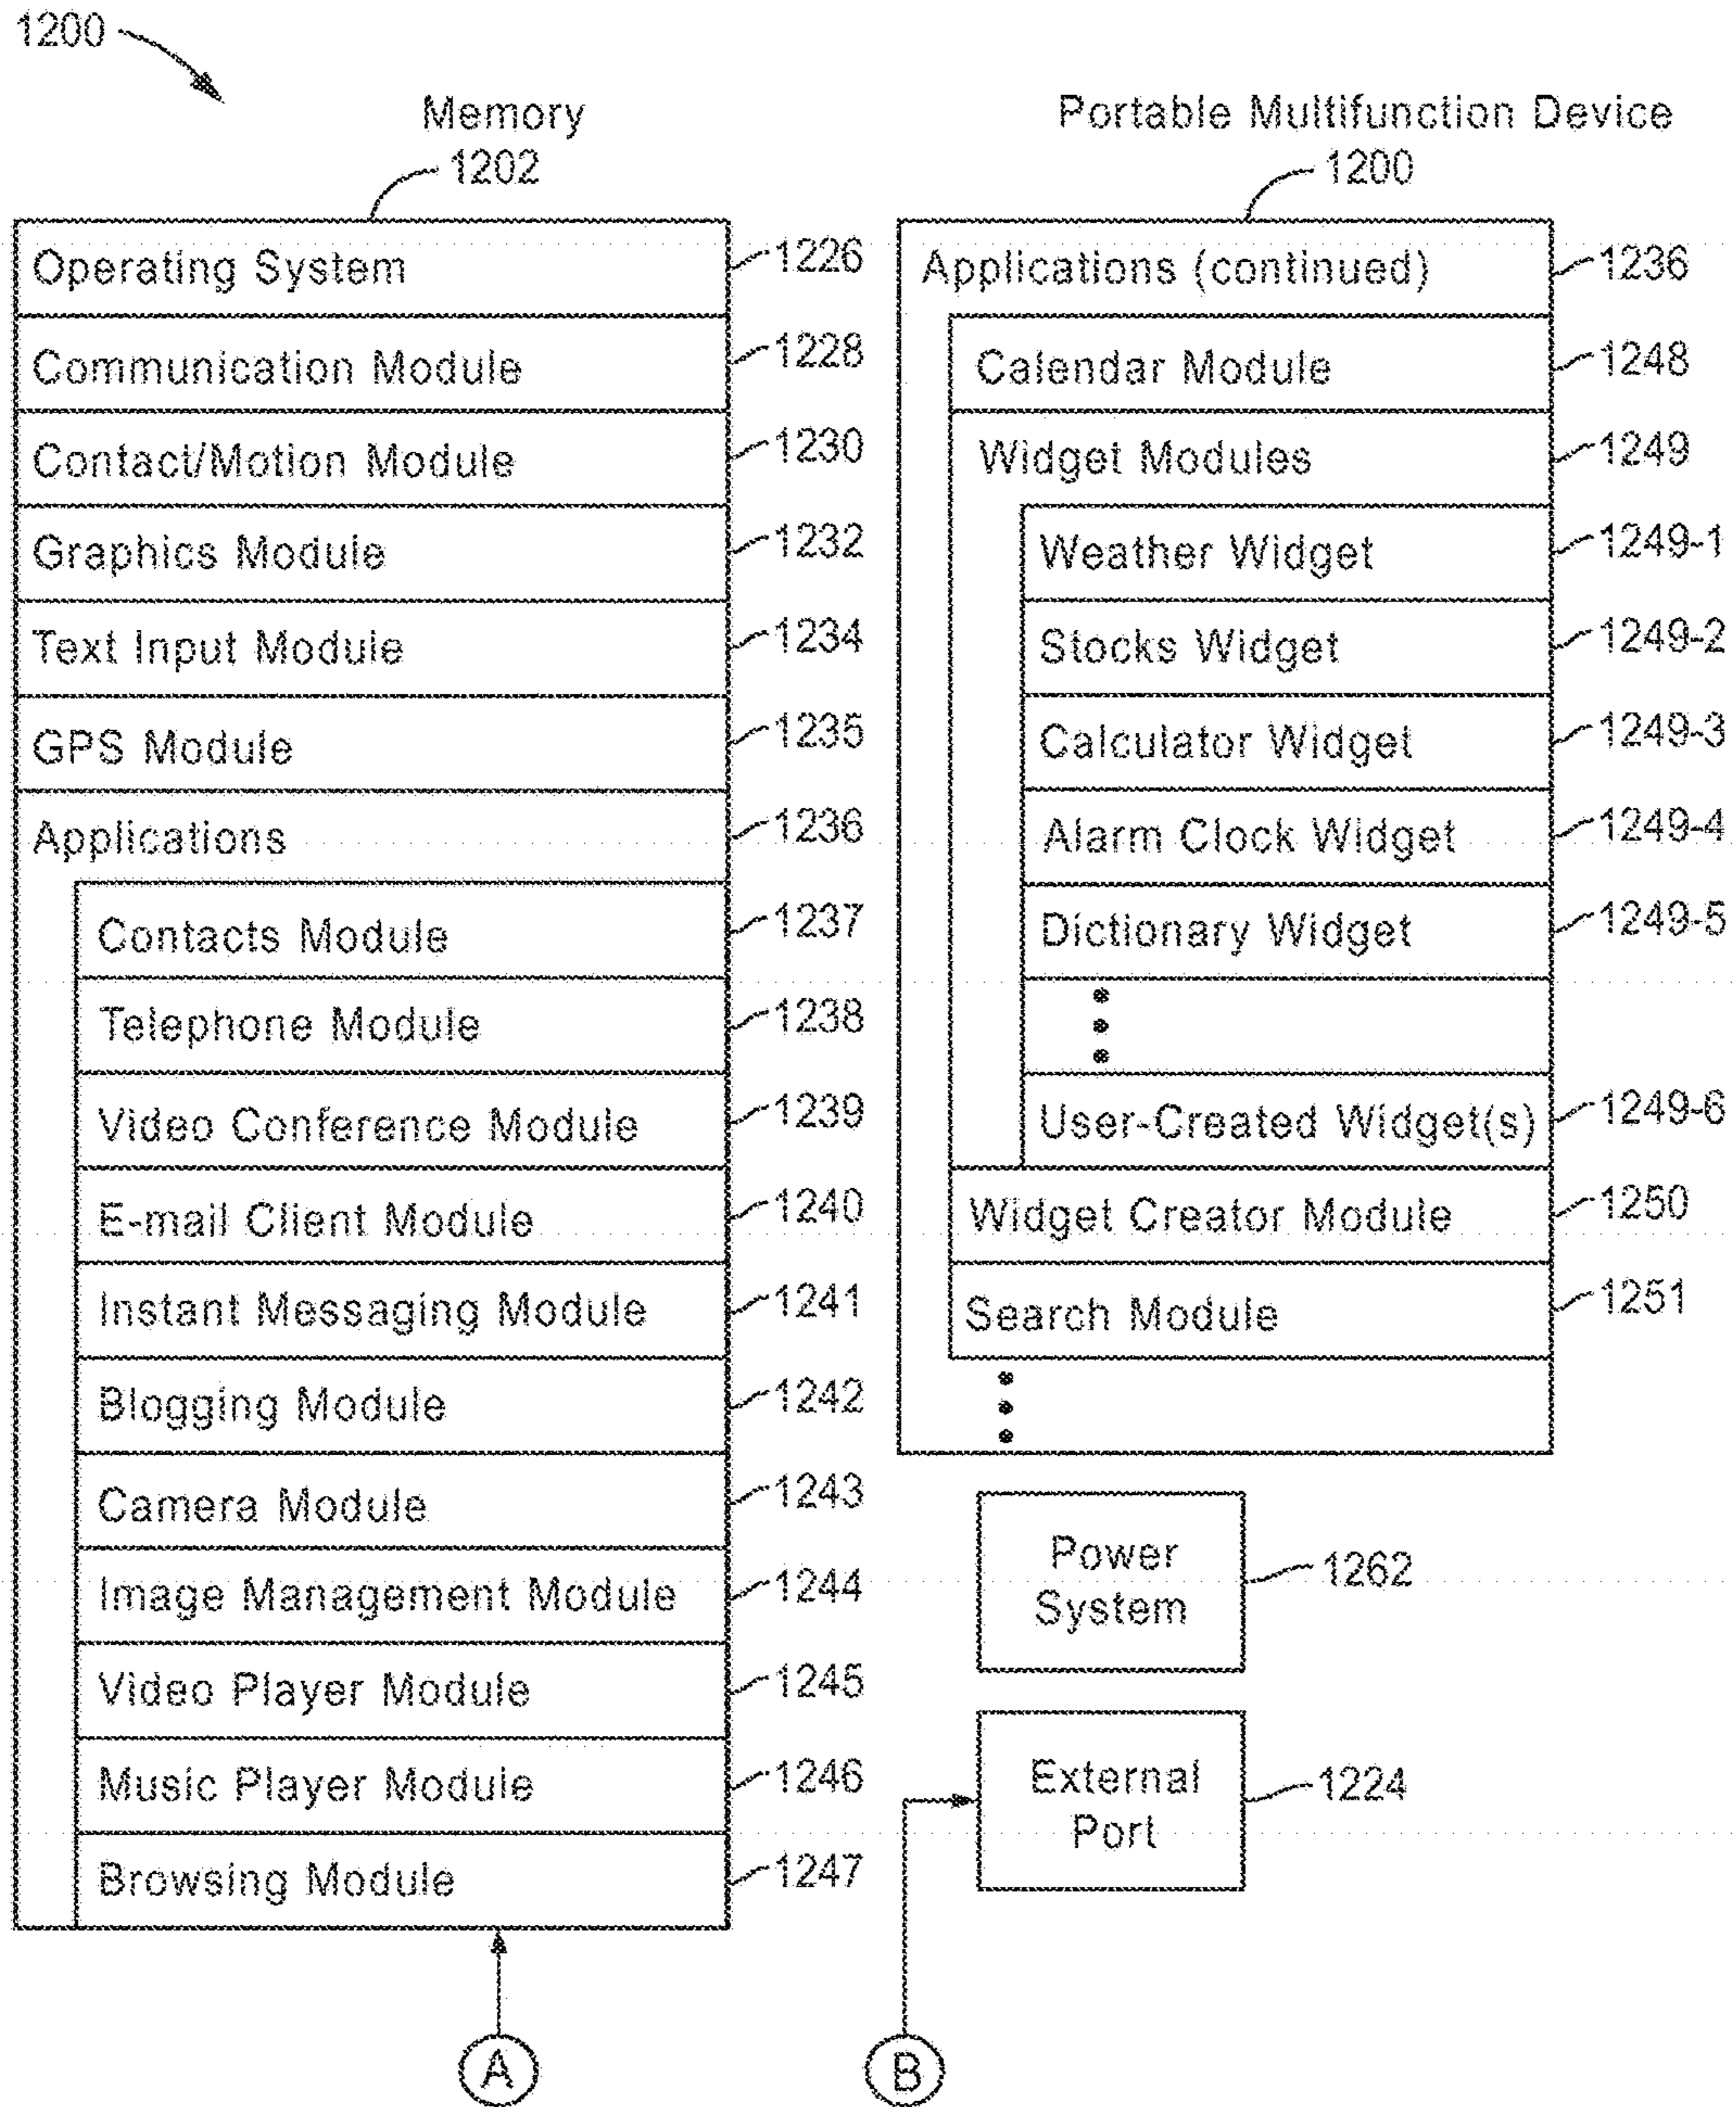 1200
Memory
1202
Operating System 1226
Communication Module 1228
Contact/Motion Module 1230
Graphics Module 1232
Text Input Module 1234
GPS Module 1235
Applications 1236
Contacts Module 1237
Telephone Module 1238
Video Conference Module 1239
E-mail Client Module 1240
Instant Messaging Module 1241
Blogging Module 1242
Camera Module 1243
Image Management Module 1244
Video Player Module 1245
Music Player Module 1246
Browsing Module 1247
A
Portable Multifunction Device
1200
Applications (continued) 1236
Calendar Module 1248
Widget Modules 1249
Weather Widget 1249-1
Stocks Widget 1249-2
Calculator Widget 1249-3
Alarm Clock Widget 1249-4
Dictionary Widget 1249-5
User-Created Widget(s) 1249-6
Widget Creator Module 1250
Search Module 1251
Power
System
1262
External
Port
1224
B